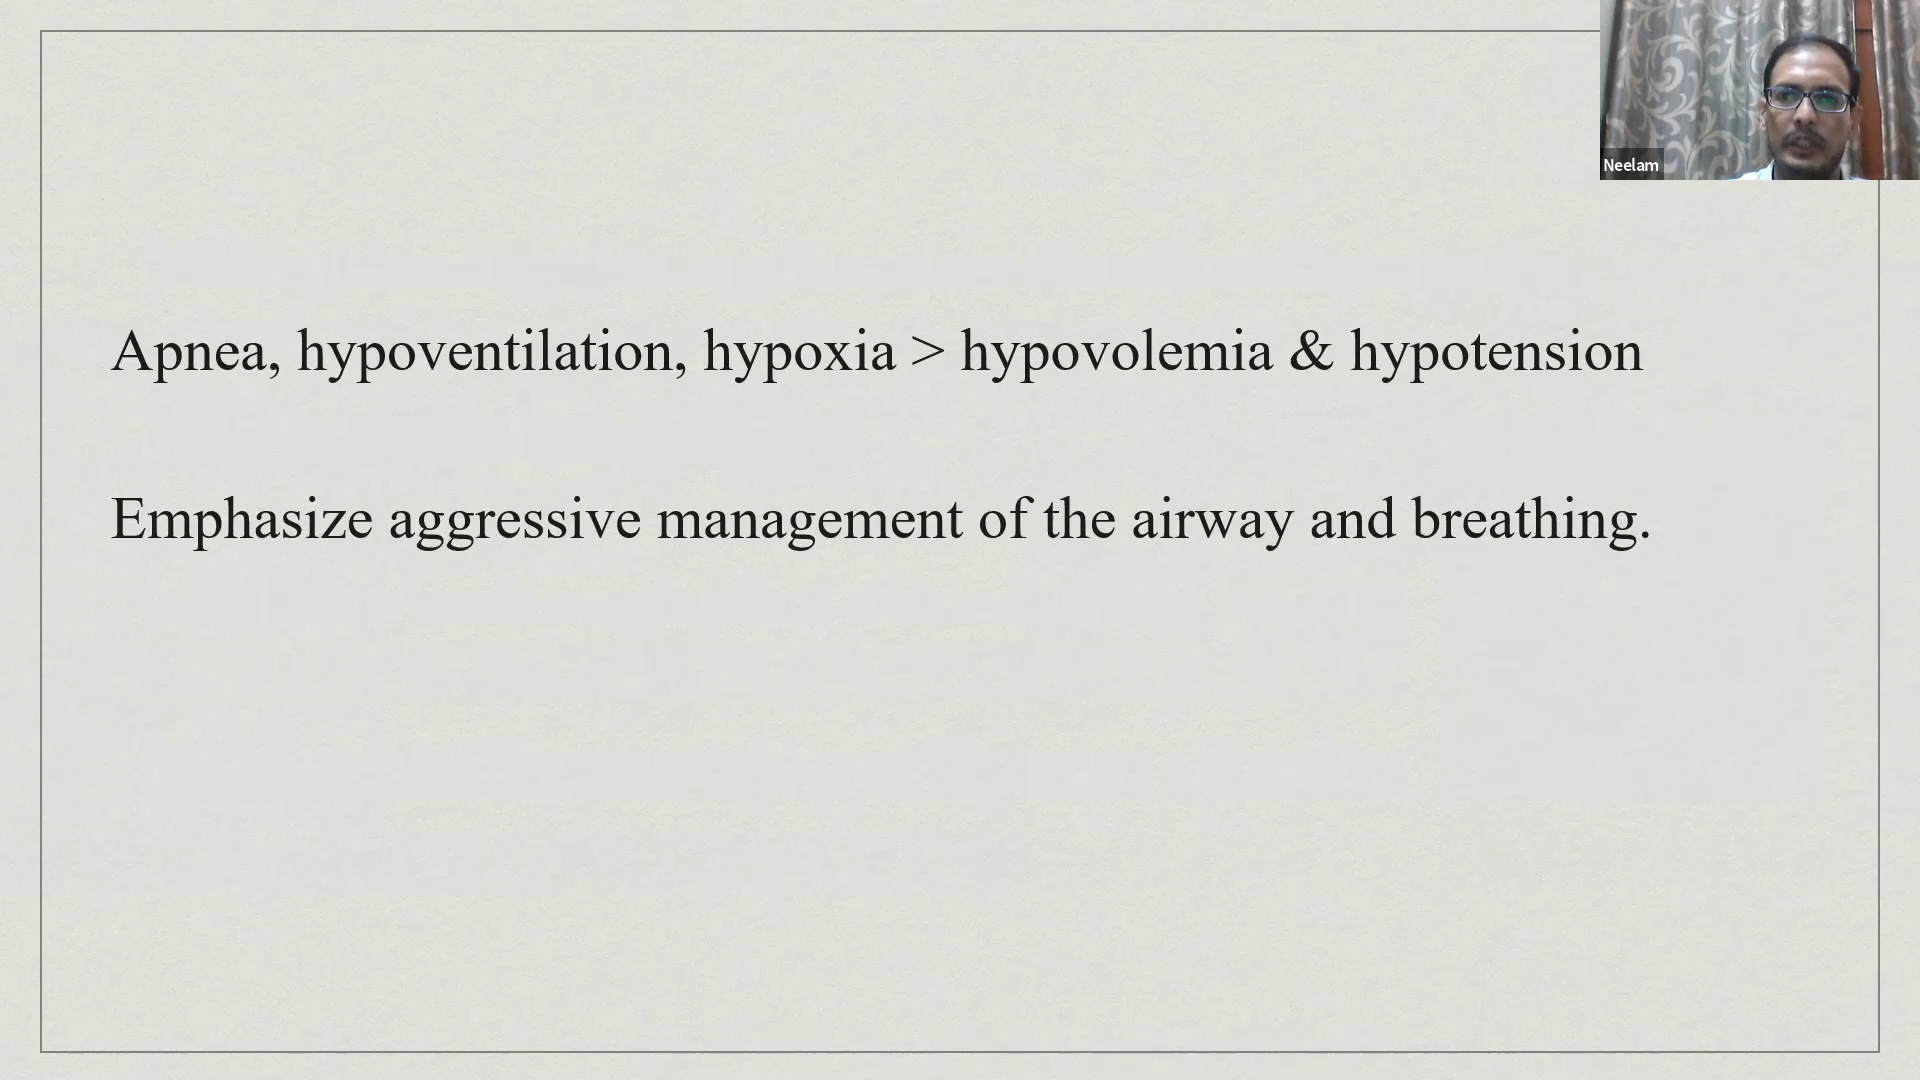 Neelam
Apnea, hypoventilation, hypoxia > hypovolemia & hypotension
Emphasize aggressive management of the airway and breathing.